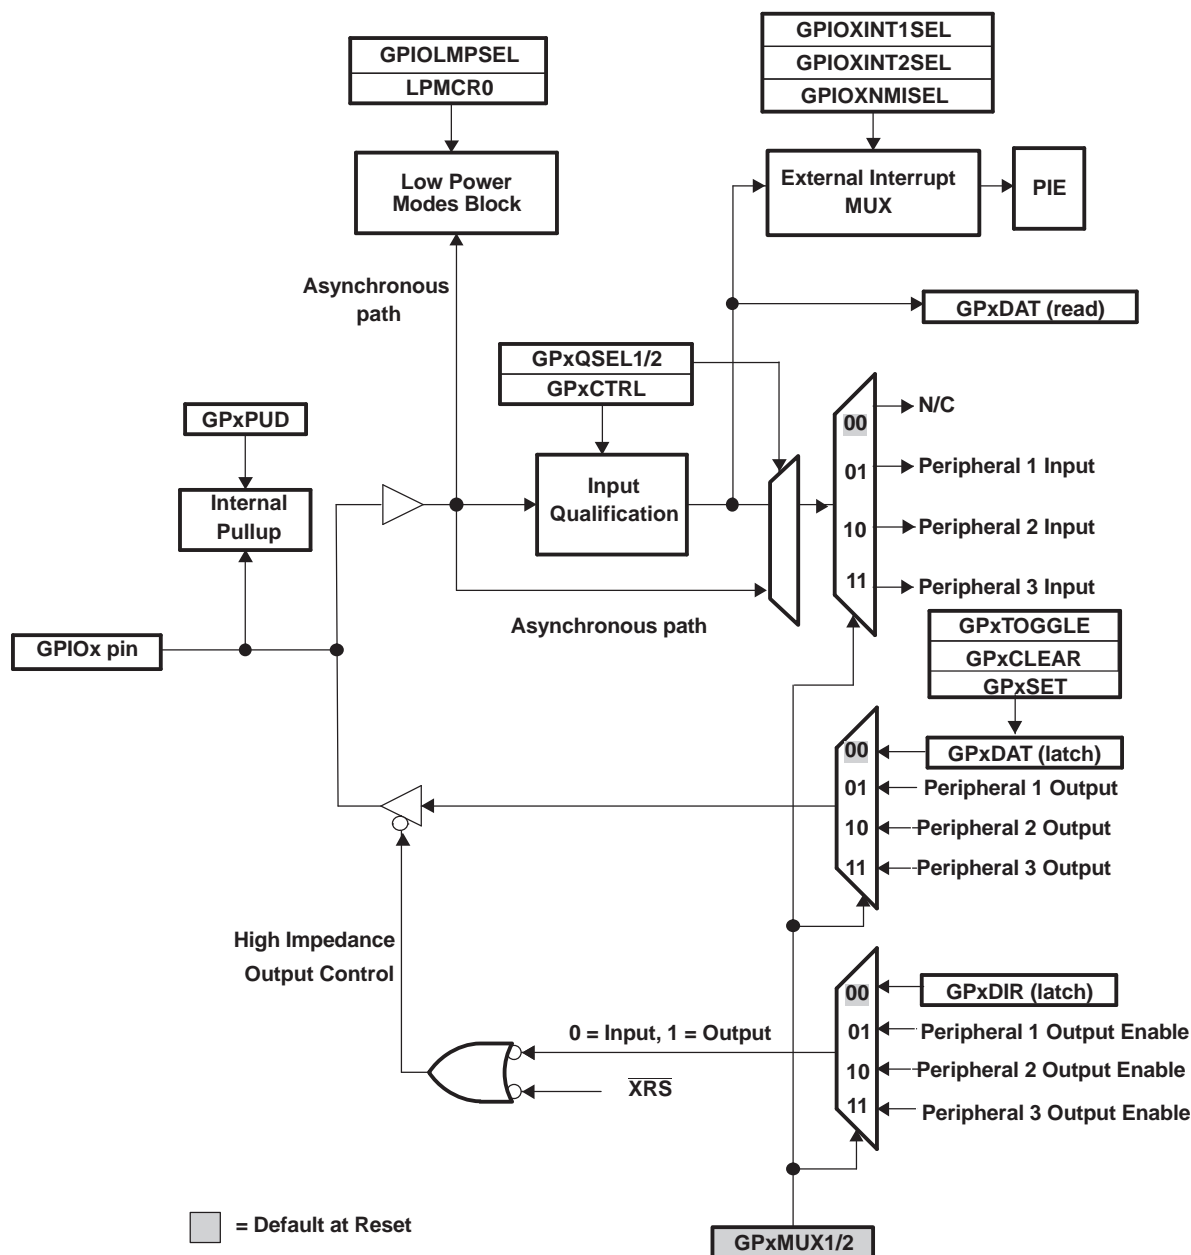 GPIOXINT1SEL
GPIOXINT2SEL
GPIOXNMISEL
GPIOLMPSEL
LPMCR0
Low Power
Modes Block
External Interrupt
MUX
PIE
Asynchronous
path
GPxDAT (read)
GPxQSEL1/2
GPxCTRL
GPxPUD
Internal
Pullup
Input
Qualification
00
01
10
11
N/C
Peripheral 1 Input
Peripheral 2 Input
Peripheral 3 Input
Asynchronous path
GPIOx pin
GPxTOGGLE
GPxCLEAR
GPxSET
00
01
10
11
GPxDAT (latch)
Peripheral 1 Output
Peripheral 2 Output
Peripheral 3 Output
High Impedance
Output Control
00
01
10
11
GPxDIR (latch)
Peripheral 1 Output Enable
Peripheral 2 Output Enable
Peripheral 3 Output Enable
0 = Input, 1 = Output
XRS
= Default at Reset
GPxMUX1/2